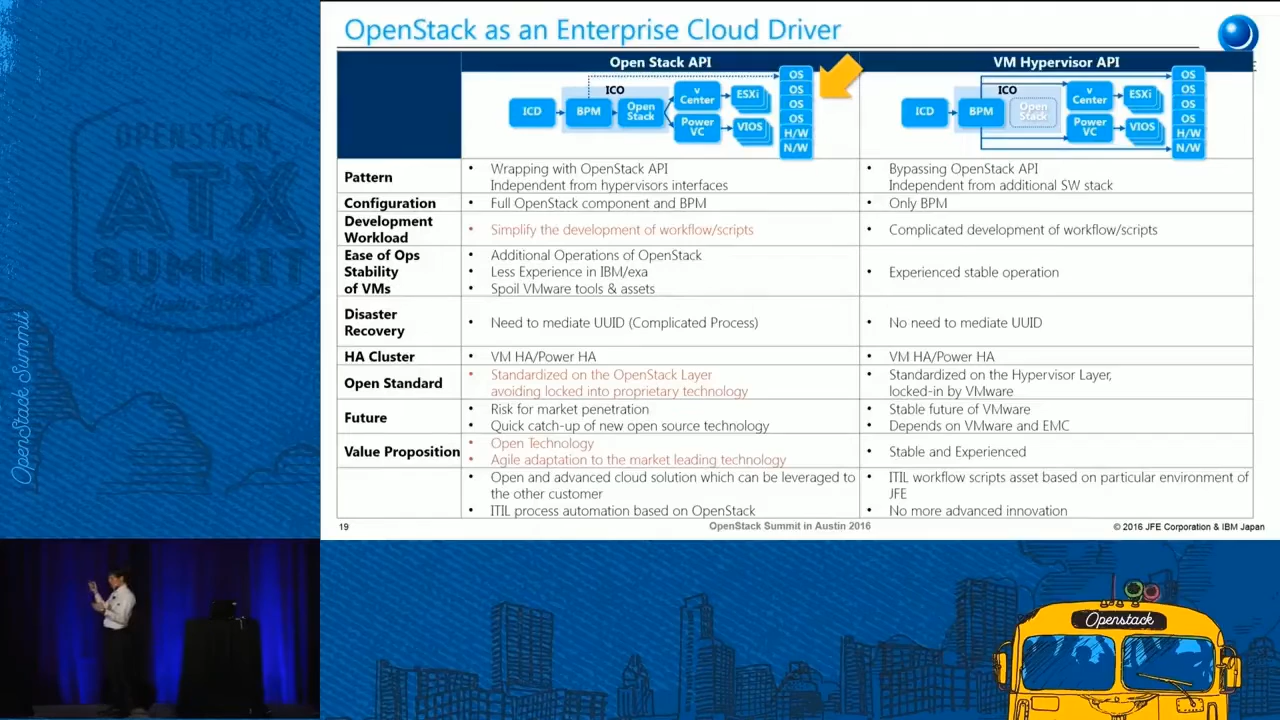 OpenStack as an Enterprise Cloud Driver
Open Stack API
VM Hypervisor API
ICO
ICD
BPM
Open
Stack
v
Center
ESXi
Power
VC
VIOS
OS
OS
OS
OS
H/W
N/W
ICO
ICD
BPM
Open
Stack
v
Center
ESXi
Power
VC
VIOS
OS
OS
OS
OS
H/W
N/W
Pattern
• Wrapping with OpenStack API
Independent from hypervisors interfaces
• Bypassing OpenStack API
Independent from additional SW stack
Configuration
• Full OpenStack component and BPM
• Only BPM
Development
Workload
• Simplify the development of workflow/scripts
• Complicated development of workflow/scripts
Ease of Ops
Stability
of VMs
• Additional Operations of OpenStack
• Less Experience in IBM/exa
• Spoil VMware tools & assets
• Experienced stable operation
Disaster
Recovery
• Need to mediate UUID (Complicated Process)
• No need to mediate UUID
HA Cluster
• VM HA/Power HA
• VM HA/Power HA
Open Standard
• Standardized on the OpenStack Layer
avoiding locked into proprietary technology
• Standardized on the Hypervisor Layer,
locked-in by VMware
Future
• Risk for market penetration
• Quick catch-up of new open source technology
• Stable future of VMware
• Depends on VMware and EMC
Value Proposition
• Open Technology
• Agile adaptation to the market leading technology
• Stable and Experienced
• Open and advanced cloud solution which can be leveraged to
the other customer
• ITIL process automation based on OpenStack
• ITIL workflow scripts asset based on particular environment of
JFE
• No more advanced innovation
19
OpenStack Summit in Austin 2016
© 2016 JFE Corporation & IBM Japan
OPENSTACK
ATX
SUMMIT
OpenStack Summit
Openstack